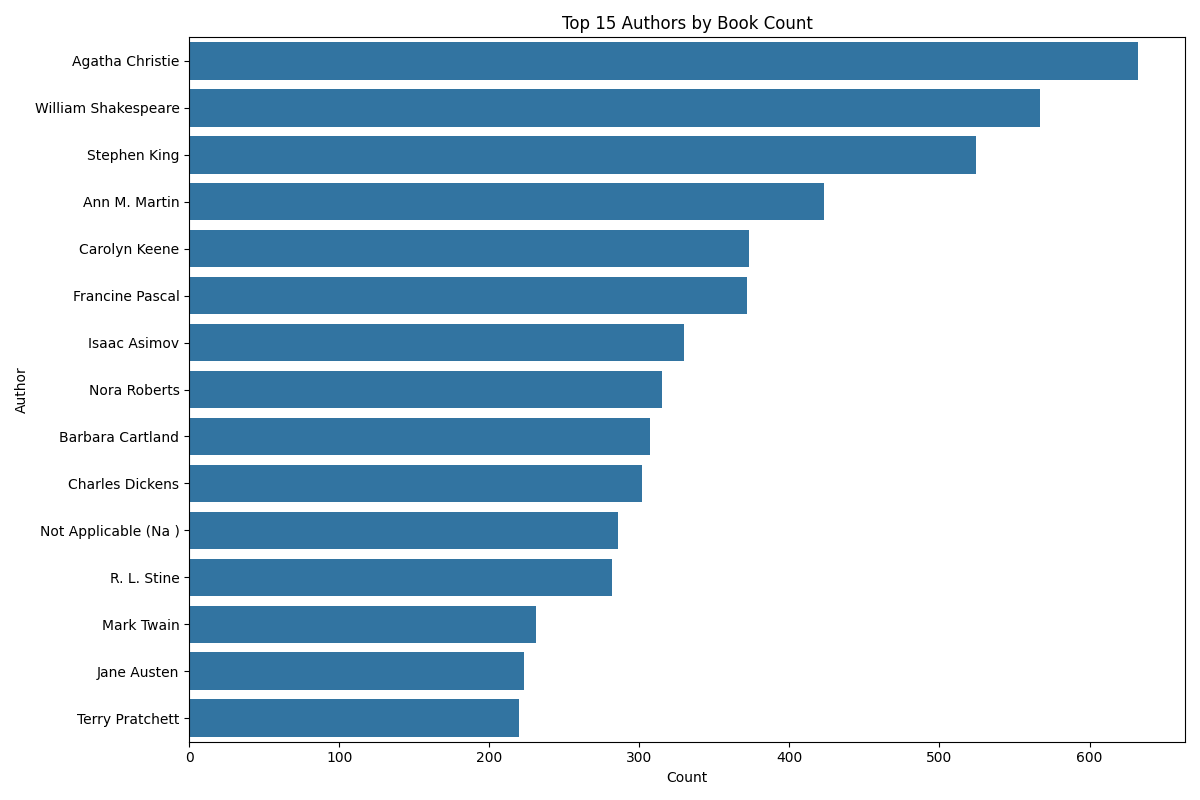 Top 15 Authors by Book Count
Agatha Christie
William Shakespeare
Stephen King
Ann M. Martin
Carolyn Keene
Francine Pascal
Isaac Asimov
Nora Roberts
Barbara Cartland
Charles Dickens
Not Applicable (Na )
R. L. Stine
Mark Twain
Jane Austen
Terry Pratchett
Author
0 100 200 300 400 500 600
Count